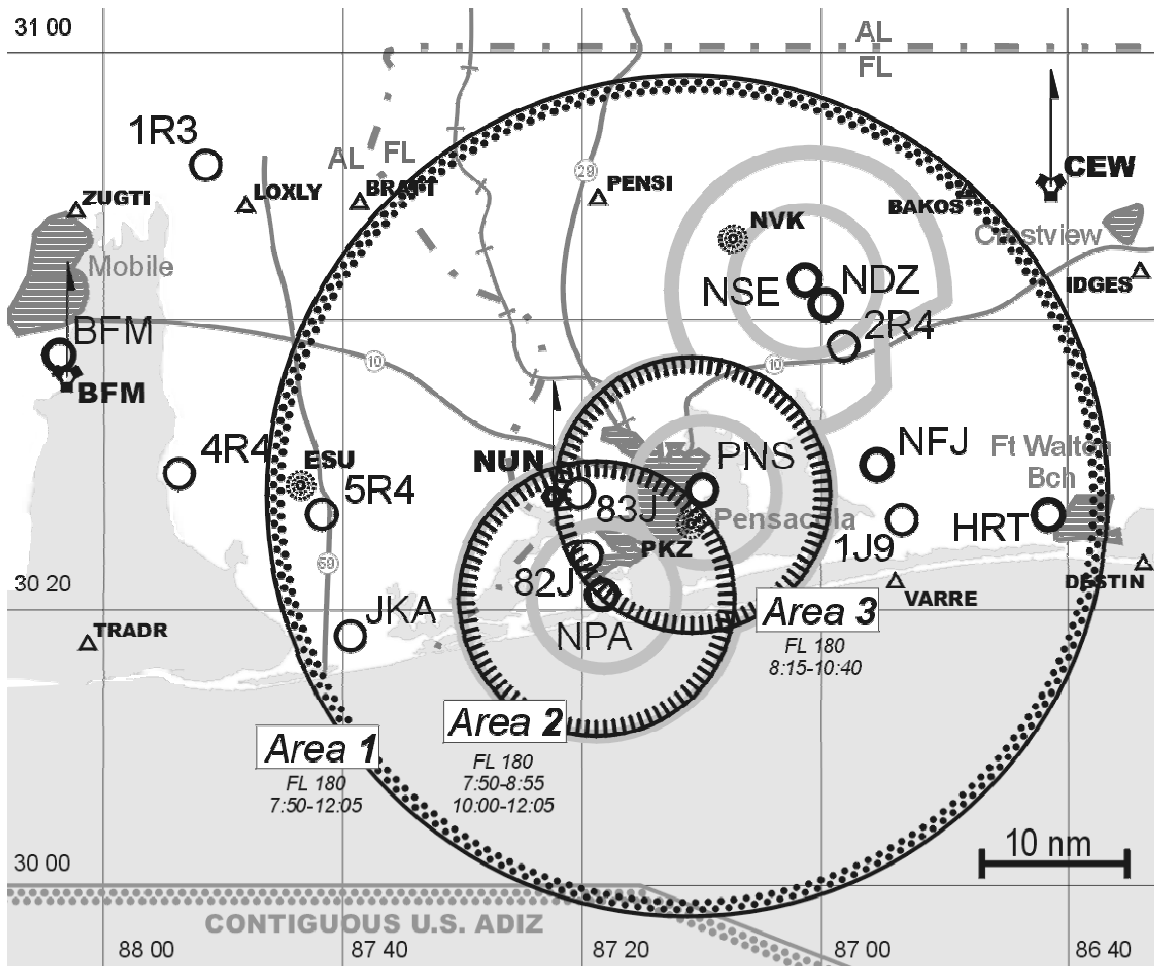 31 00
AL
FL
1R3
AL FL
29
CEW
ZUGTI
LOXLY
BRATT
PENSI
BAKOS
NVK
Crestview
Mobile
NSE
NDZ
IDGES
BFM
2R4
10
10
BFM
4R4
ESU
NUN
PNS
NFJ
Ft Walton
Bch
5R4
83J
Pensacola
HRT
59
PKZ
1J9
30 20
82J
DESTIN
VARRE
JKA
NPA
Area 3
FL 180
8:15-10:40
TRADR
Area 2
FL 180
7:50-8:55
10:00-12:05
Area 1
FL 180
7:50-12:05
10 nm
30 00
CONTIGUOUS U.S. ADIZ
88 00
87 40
87 20
87 00
86 40